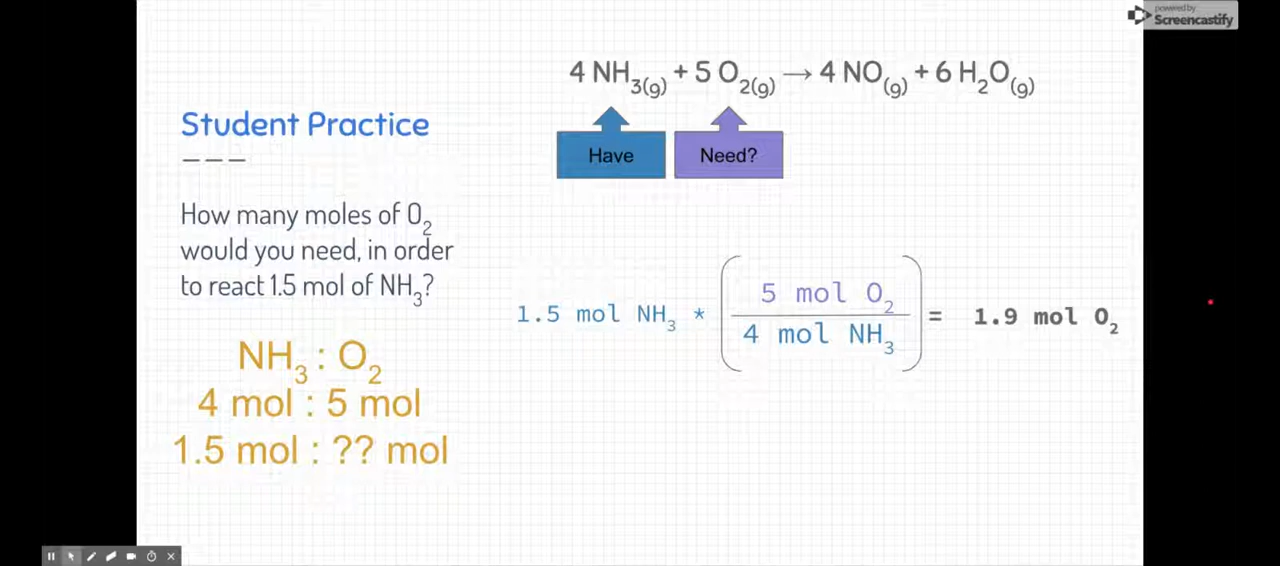 powered by
Screencastify
4 NH₃(g) + 5 O₂(g) → 4 NO(g) + 6 H₂O(g)
Student Practice
Have
Need?
How many moles of O₂
would you need, in order
to react 1.5 mol of NH₃?
5 mol O₂
1.5 mol NH₃ * = 1.9 mol O₂
4 mol NH₃
NH₃ : O₂
4 mol : 5 mol
1.5 mol : ?? mol